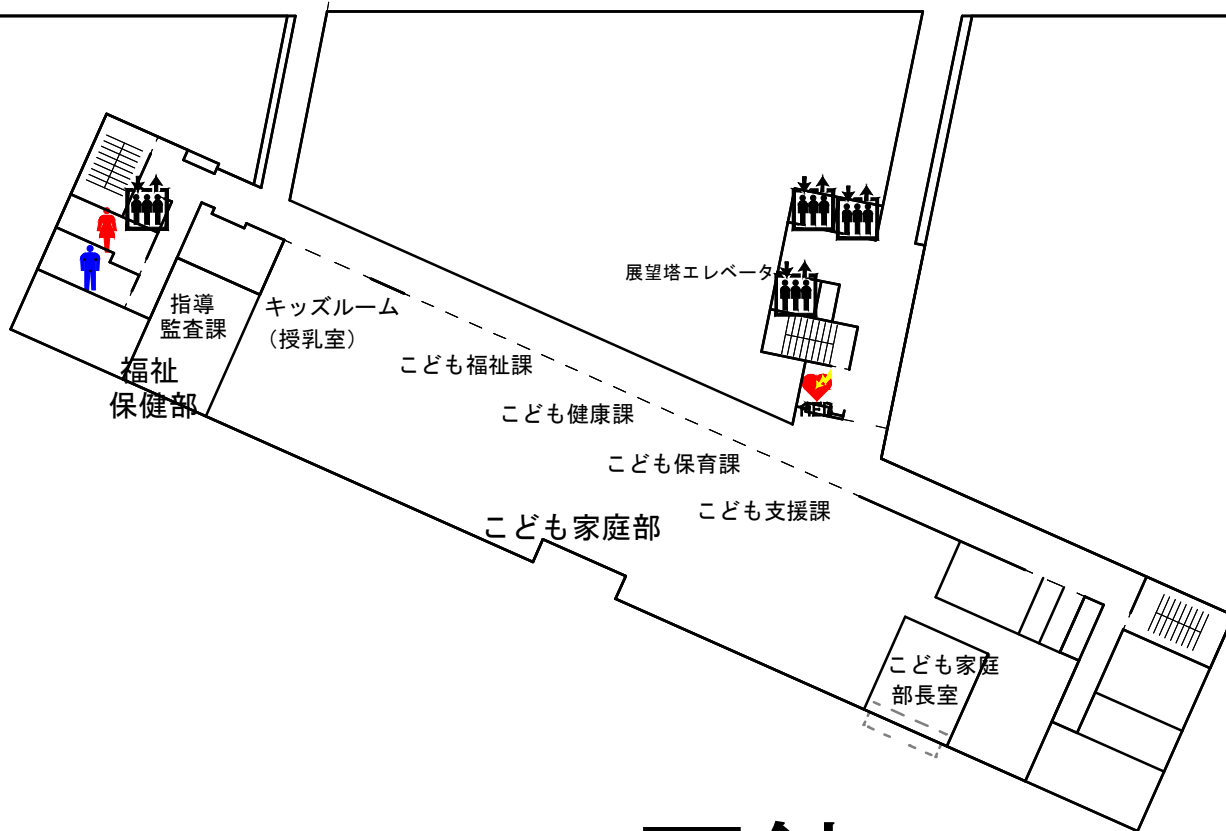 展望塔エレベータ
指導
監査課
キッズルーム
（授乳室）
福祉
保健部
こども福祉課
こども健康課
こども保育課
こども支援課
こども家庭部
こども家庭
部長室